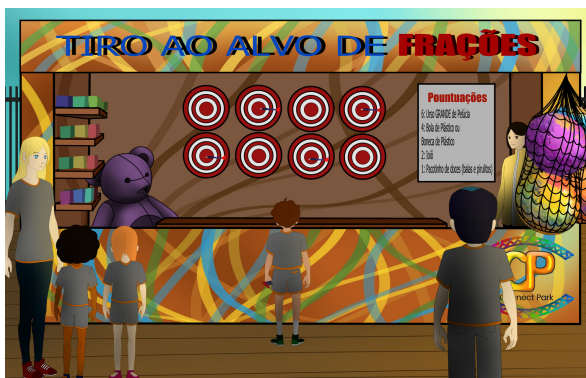 TIRO AO ALVO DE FRAÇÕES
Pountuações
6: Urso GRANDE de Pelúcia
4: Bola de Plástico ou
Boneca de Plástico
2: Ioiô
1: Pacotinho de doces (balas e pirulitos)
CP
Connect Park